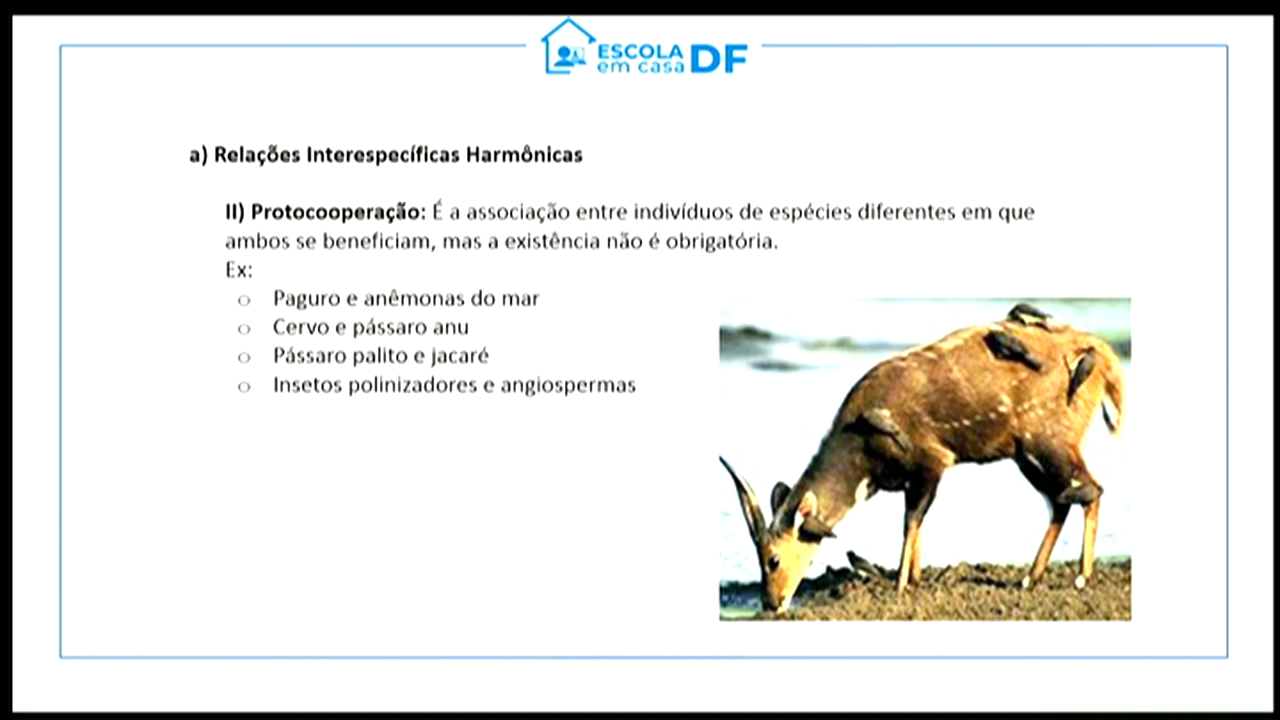 ESCOLA
em casa DF
a) Relações Interespecíficas Harmônicas
II) Protocooperação: É a associação entre indivíduos de espécies diferentes em que
ambos se beneficiam, mas a existência não é obrigatória.
Ex:
o Paguro e anêmonas do mar
o Cervo e pássaro anu
o Pássaro palito e jacaré
o Insetos polinizadores e angiospermas